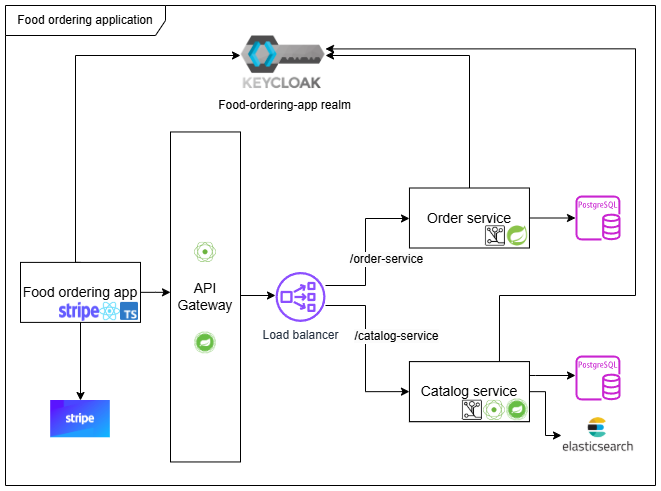 Food ordering application
KEYCLOAK
Food-ordering-app realm
Order service
PostgreSQL
/order-service
API
Gateway
Food ordering app
stripe
TS
Load balancer
/catalog-service
Catalog service
PostgreSQL
stripe
elasticsearch